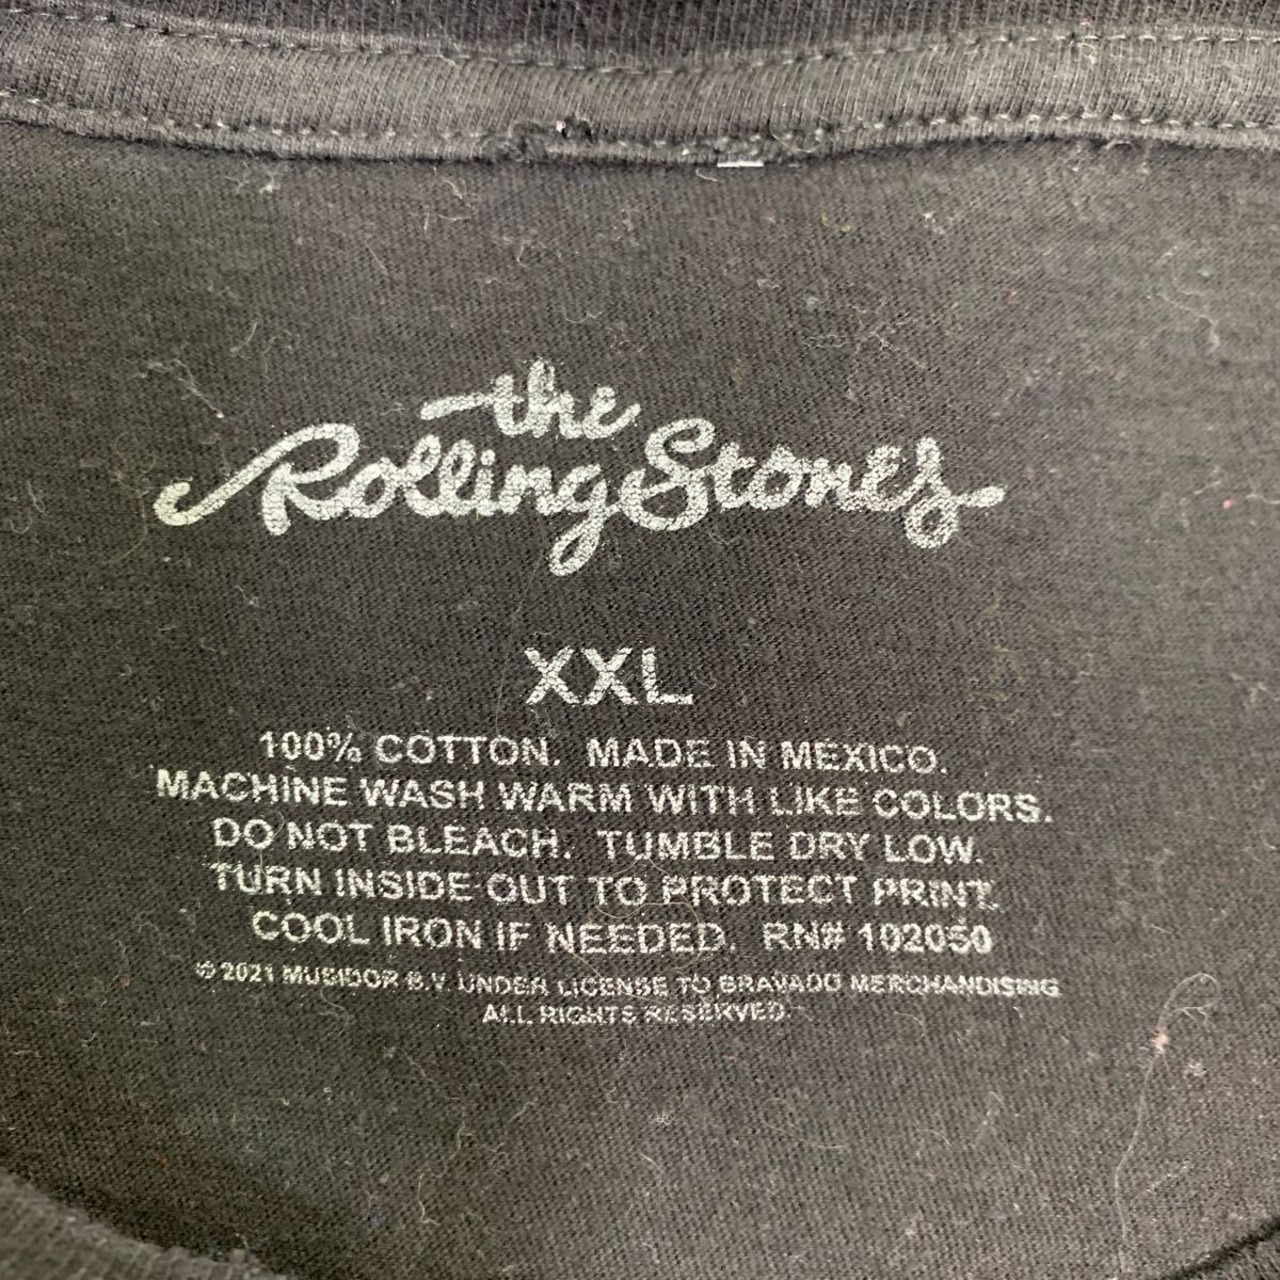 the
Rolling Stones
XXL
100% COTTON. MADE IN MEXICO.
MACHINE WASH WARM WITH LIKE COLORS.
DO NOT BLEACH. TUMBLE DRY LOW.
TURN INSIDE OUT TO PROTECT PRINT.
COOL IRON IF NEEDED. RN# 102050
© 2021 MUSIDOR B.V. UNDER LICENSE TO BRAVADO MERCHANDISING
ALL RIGHTS RESERVED.